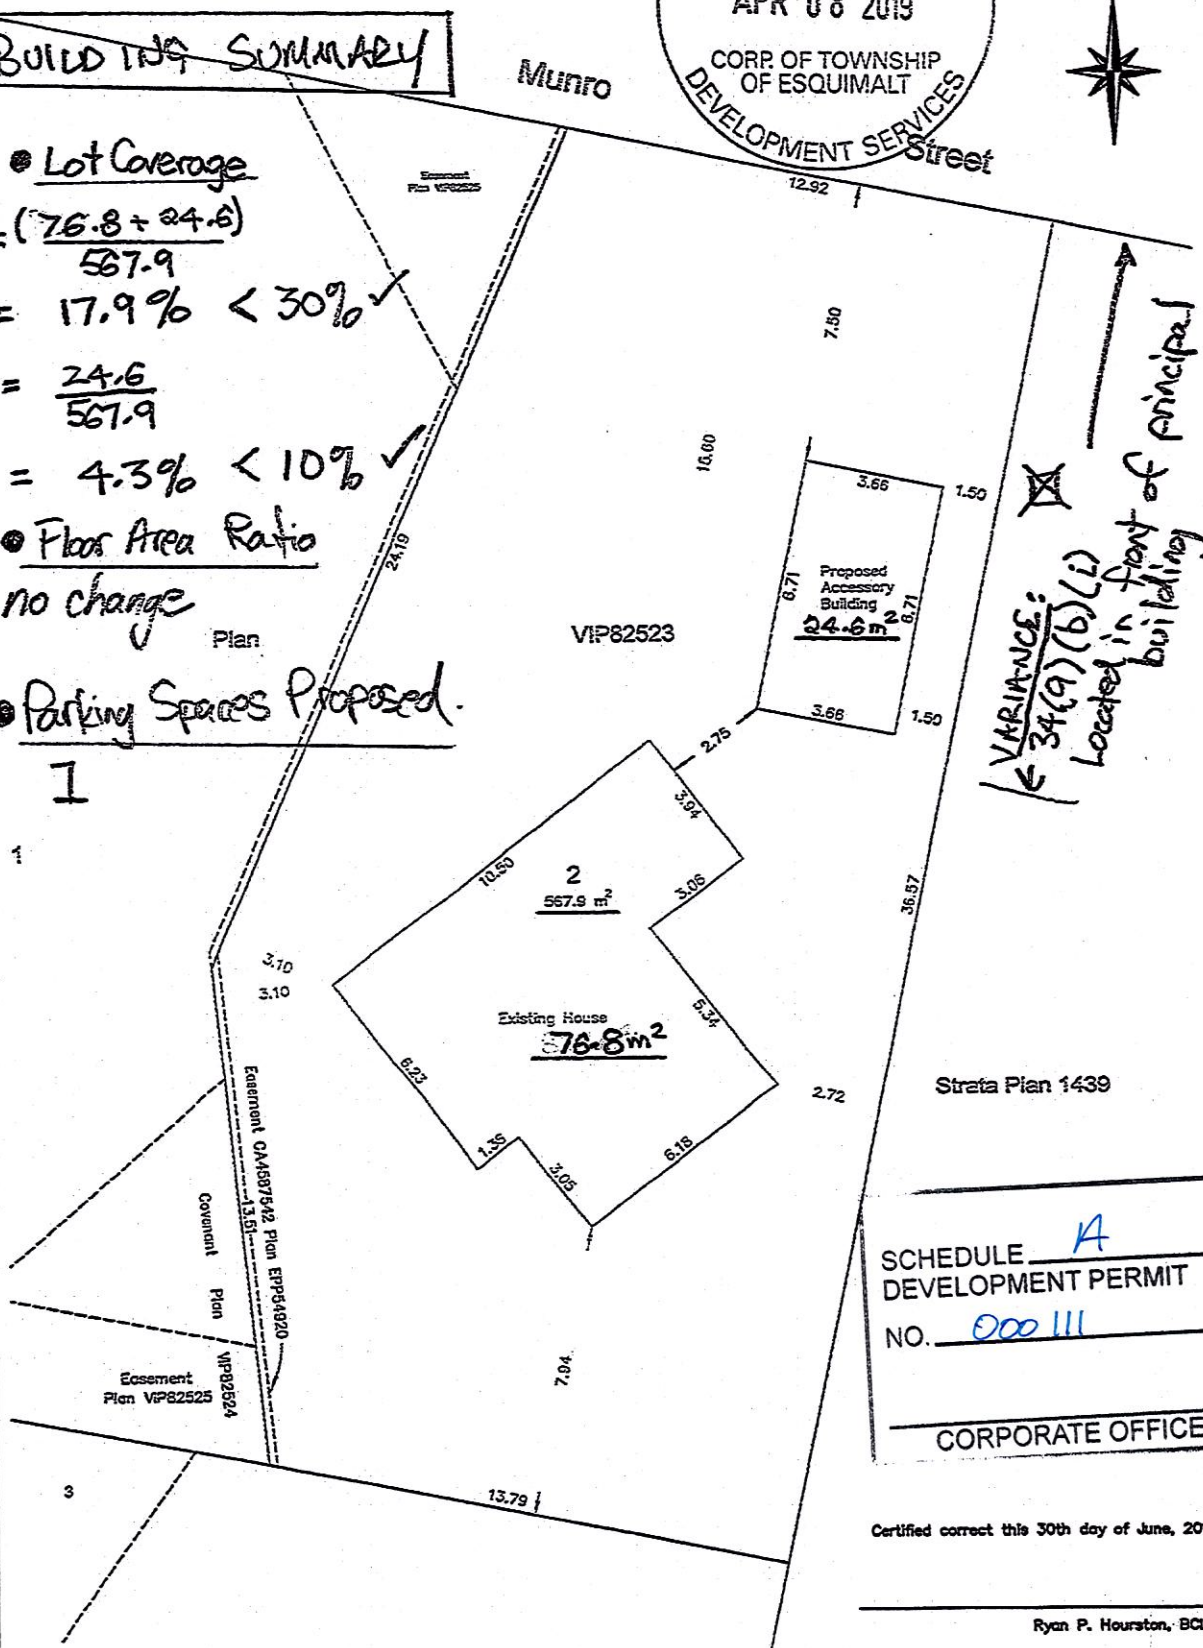 BUILDING SUMMARY
• Lot Coverage
= (76.8 + 24.6)
567.9
= 17.9% < 30% ✓
= 24.6
567.9
= 4.3% < 10% ✓
• Floor Area Ratio
no change
• Parking Spaces Proposed.
1
APR 08 2019
CORP. OF TOWNSHIP
OF ESQUIMALT
DEVELOPMENT SERVICES
Munro
Street
12.92
Easement
Plan VIP82525
7.50
16.60
24.19
3.66
1.50
6.71
Proposed
Accessory
Building
24.6m²
6.71
3.66
1.50
Plan
VIP82523
VARIANCE:
← 34(9)(b)(i)
Located in front of principal
building
2.75
3.94
10.50
2
567.9 m²
3.06
36.57
1
3.10
3.10
Existing House
76.8m²
5.34
6.23
2.72
Strata Plan 1439
1.35
3.05
6.18
Easement CA4587542 Plan EPP54920
13.51
Covenant Plan VIP82524
Easement
Plan VIP82525
7.94
3
13.79
SCHEDULE A
DEVELOPMENT PERMIT
NO. 000111
CORPORATE OFFICE
Certified correct this 30th day of June, 20
Ryan P. Hourston, BC